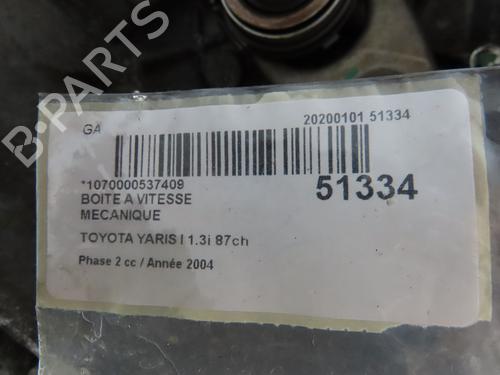 GA
20200101 51334
*1070000537409
51334
BOITE A VITESSE
MECANIQUE
TOYOTA YARIS I 1.3i 87ch
Phase 2 cc / Année 2004
B-PARTS